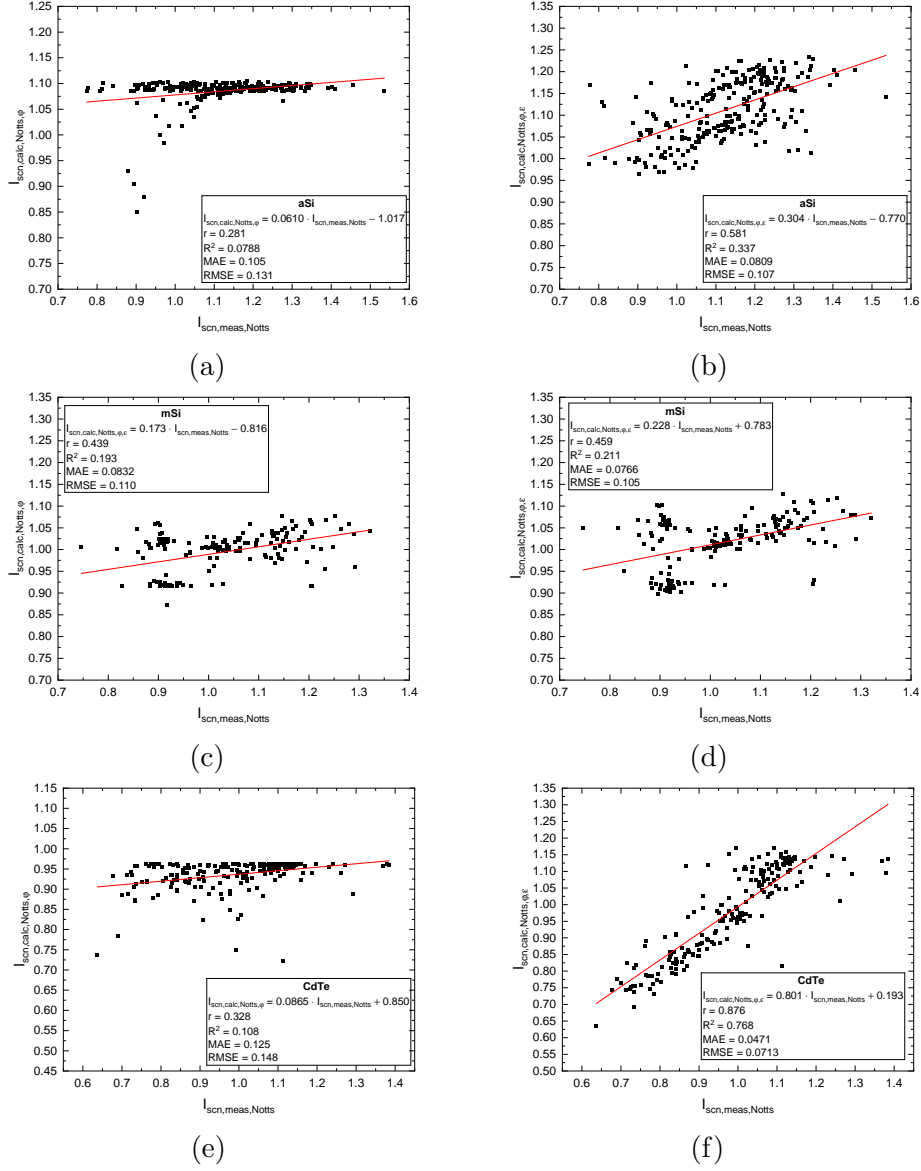 1.25
1.20
1.15
1.10
1.05
1.00
0.95
0.90
0.85
0.80
0.75
0.70
I_scn,calc,Notts,φ
aSi
I_scn,calc,Notts,φ = 0.0610 · I_scn,meas,Notts − 1.017
r = 0.281
R² = 0.0788
MAE = 0.105
RMSE = 0.131
0.7 0.8 0.9 1.0 1.1 1.2 1.3 1.4 1.5 1.6
I_scn,meas,Notts
(a)
1.35
1.30
1.25
1.20
1.15
1.10
1.05
1.00
0.95
0.90
0.85
0.80
0.75
0.70
I_scn,calc,Notts,φ,ε
aSi
I_scn,calc,Notts,φ,ε = 0.304 · I_scn,meas,Notts − 0.770
r = 0.581
R² = 0.337
MAE = 0.0809
RMSE = 0.107
0.7 0.8 0.9 1.0 1.1 1.2 1.3 1.4 1.5 1.6
I_scn,meas,Notts
(b)
1.35
1.30
1.25
1.20
1.15
1.10
1.05
1.00
0.95
0.90
0.85
0.80
0.75
0.70
I_scn,calc,Notts,φ
mSi
I_scn,calc,Notts,φ,ε = 0.173 · I_scn,meas,Notts − 0.816
r = 0.439
R² = 0.193
MAE = 0.0832
RMSE = 0.110
0.7 0.8 0.9 1.0 1.1 1.2 1.3 1.4
I_scn,meas,Notts
(c)
1.35
1.30
1.25
1.20
1.15
1.10
1.05
1.00
0.95
0.90
0.85
0.80
0.75
0.70
I_scn,calc,Notts,φ,ε
mSi
I_scn,calc,Notts,φ,ε = 0.228 · I_scn,meas,Notts + 0.783
r = 0.459
R² = 0.211
MAE = 0.0766
RMSE = 0.105
0.7 0.8 0.9 1.0 1.1 1.2 1.3 1.4
I_scn,meas,Notts
(d)
1.15
1.10
1.05
1.00
0.95
0.90
0.85
0.80
0.75
0.70
0.65
0.60
0.55
0.50
0.45
I_scn,calc,Notts,φ
CdTe
I_scn,calc,Notts,φ = 0.0865 · I_scn,meas,Notts + 0.850
r = 0.328
R² = 0.108
MAE = 0.125
RMSE = 0.148
0.6 0.7 0.8 0.9 1.0 1.1 1.2 1.3 1.4
I_scn,meas,Notts
(e)
1.35
1.30
1.25
1.20
1.15
1.10
1.05
1.00
0.95
0.90
0.85
0.80
0.75
0.70
0.65
0.60
0.55
0.50
I_scn,calc,Notts,φ,ε
CdTe
I_scn,calc,Notts,φ,ε = 0.801 · I_scn,meas,Notts + 0.193
r = 0.876
R² = 0.768
MAE = 0.0471
RMSE = 0.0713
0.6 0.7 0.8 0.9 1.0 1.1 1.2 1.3 1.4
I_scn,meas,Notts
(f)